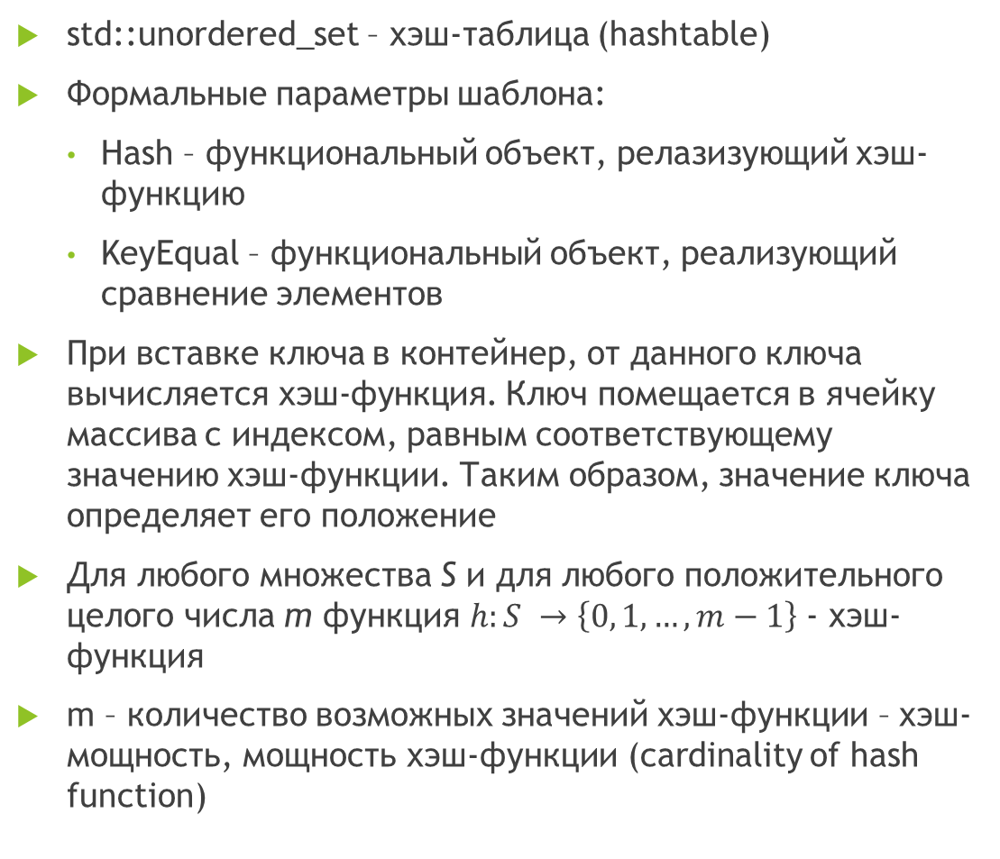 std::unordered_set – хэш-таблица (hashtable)
Формальные параметры шаблона:
Hash – функциональный объект, релазизующий хэш-
функцию
KeyEqual – функциональный объект, реализующий
сравнение элементов
При вставке ключа в контейнер, от данного ключа
вычисляется хэш-функция. Ключ помещается в ячейку
массива с индексом, равным соответствующему
значению хэш-функции. Таким образом, значение ключа
определяет его положение
Для любого множества S и для любого положительного
целого числа m функция h: S → {0, 1, … , m − 1} - хэш-
функция
m – количество возможных значений хэш-функции – хэш-
мощность, мощность хэш-функции (cardinality of hash
function)